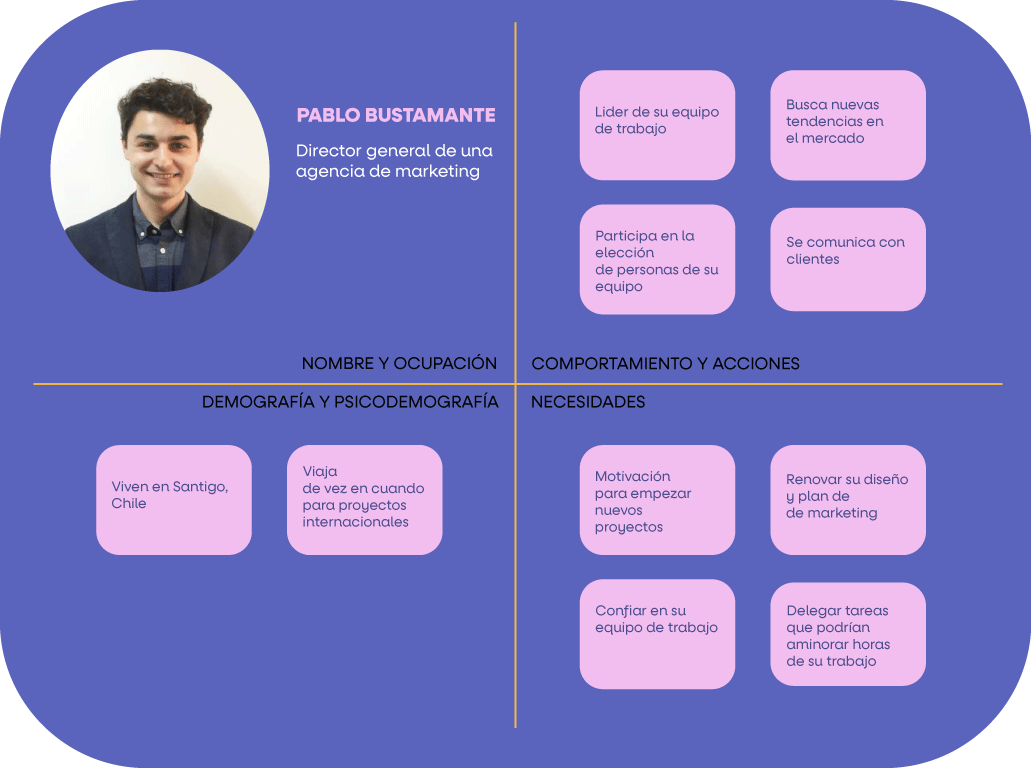 PABLO BUSTAMANTE
Director general de una
agencia de marketing
NOMBRE Y OCUPACIÓN
Lider de su equipo
de trabajo
Busca nuevas
tendencias en
el mercado
Participa en la
elección
de personas de su
equipo
Se comunica con
clientes
COMPORTAMIENTO Y ACCIONES
DEMOGRAFÍA Y PSICODEMOGRAFÍA
Viven en Santigo,
Chile
Viaja
de vez en cuando
para proyectos
internacionales
NECESIDADES
Motivación
para empezar
nuevos
proyectos
Renovar su diseño
y plan de
de marketing
Confiar en su
equipo de trabajo
Delegar tareas
que podrían
aminorar horas
de su trabajo